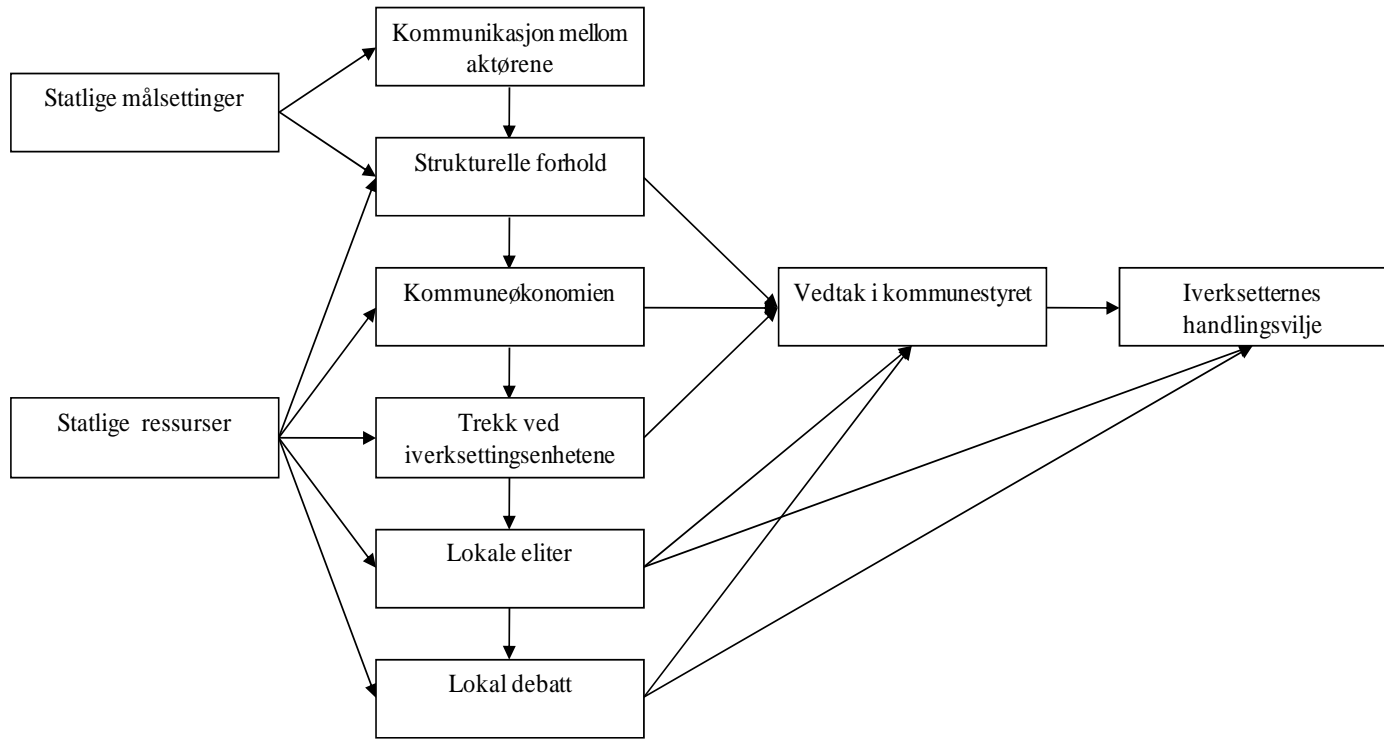 Kommunikasjon mellom
aktørene
Statlige målsettinger
Strukturelle forhold
Kommuneøkonomien
Vedtak i kommunestyret
Iverksetternes
handlingsvilje
Statlige ressurser
Trekk ved
iverksettingsenhetene
Lokale eliter
Lokal debatt